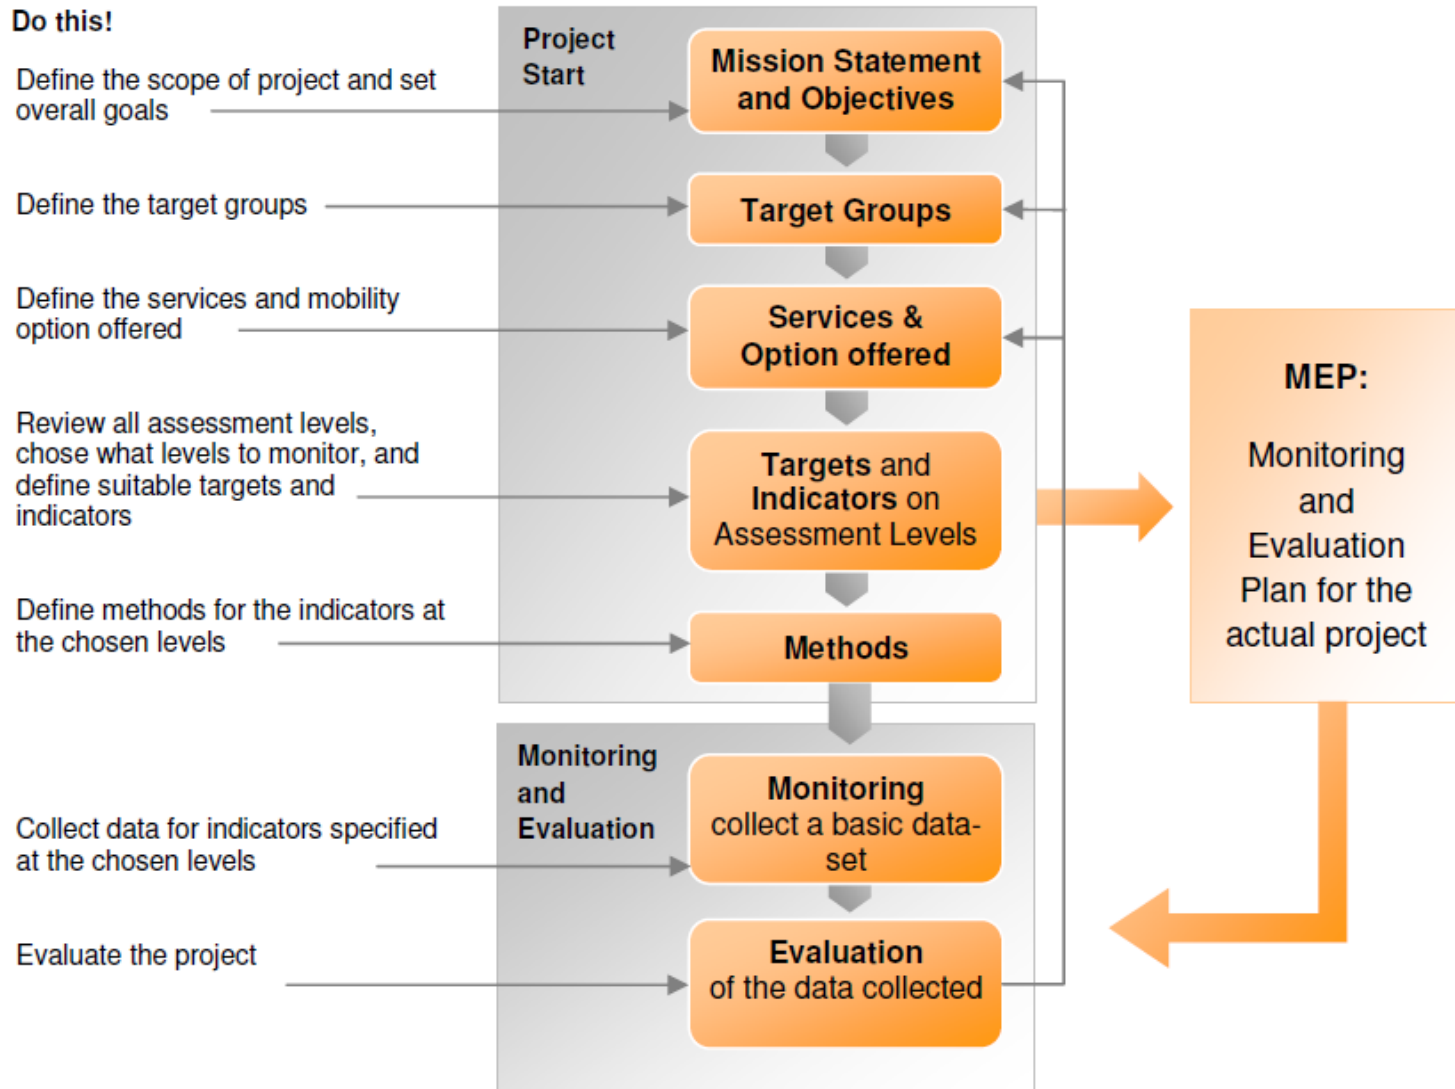 Do this!
Define the scope of project and set
overall goals
Define the target groups
Define the services and mobility
option offered
Review all assessment levels,
chose what levels to monitor, and
define suitable targets and
indicators
Define methods for the indicators at
the chosen levels
Collect data for indicators specified
at the chosen levels
Evaluate the project
Project
Start
Mission Statement
and Objectives
Target Groups
Services &
Option offered
Targets and
Indicators on
Assessment Levels
Methods
Monitoring
and
Evaluation
Monitoring
collect a basic data-
set
Evaluation
of the data collected
MEP:
Monitoring
and
Evaluation
Plan for the
actual project